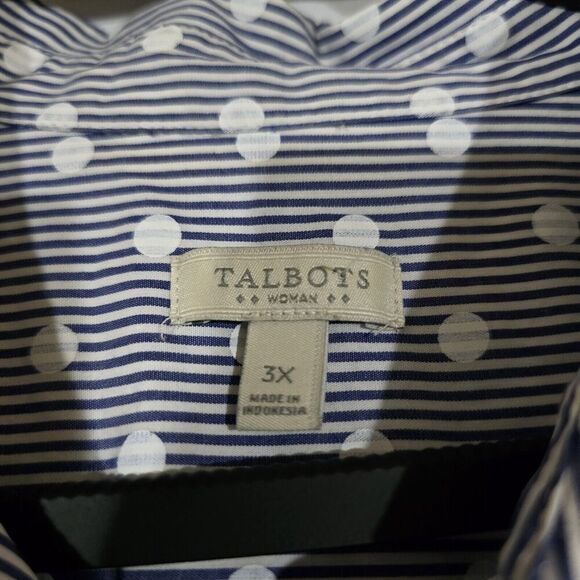 TALBOTS
WOMAN
3X
MADE IN
INDONESIA